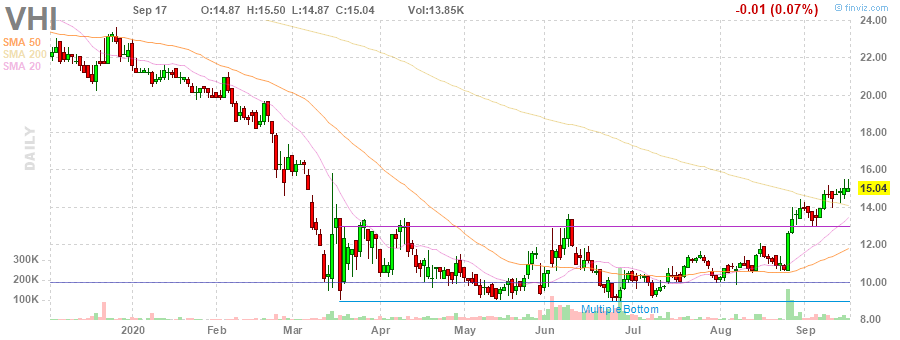 VHI Sep 17 O:14.87 H:15.50 L:14.87 C:15.04 Vol:13.85K -0.01 (0.07%) © finviz.com
SMA 50
SMA 200
SMA 20
DAILY
24.00
22.00
20.00
18.00
16.00
15.04
14.00
12.00
300K
200K
10.00
100K
Multiple Bottom
8.00
2020 Feb Mar Apr May Jun Jul Aug Sep